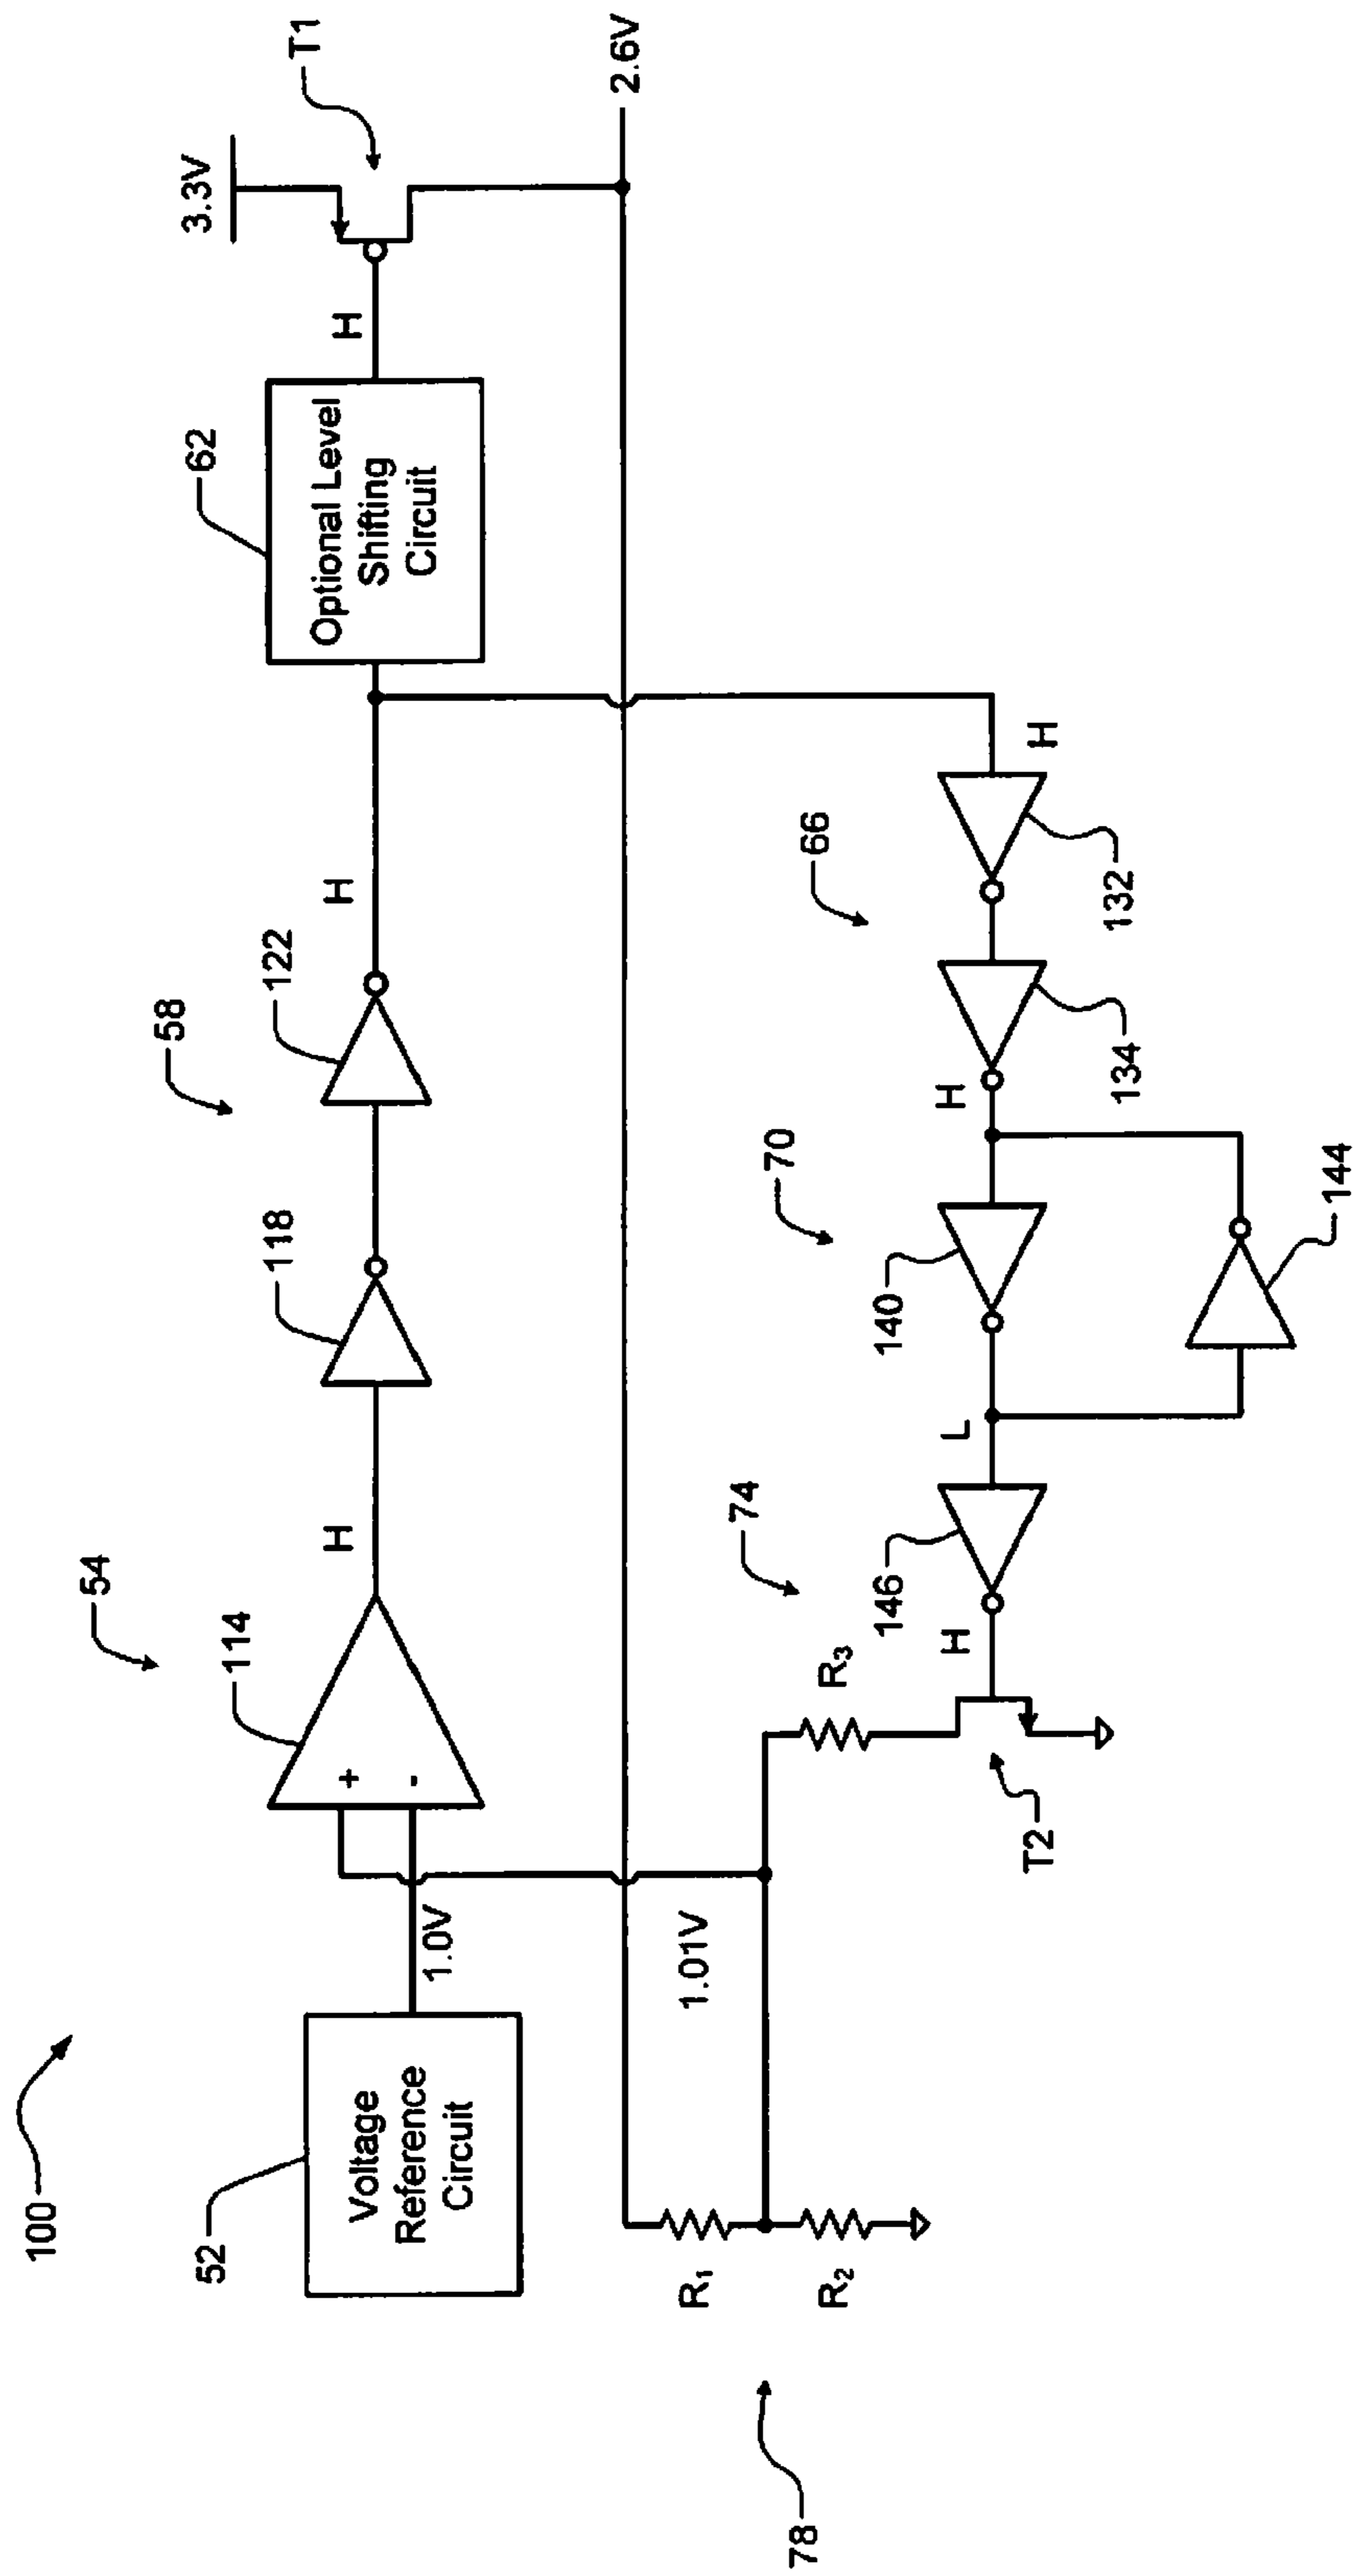 100
54
58
62
T1
3.3V
52
Voltage
Reference
Circuit
1.0V
114
+
-
H
118
122
H
Optional Level
Shifting
Circuit
H
2.6V
1.01V
78
R1
R2
R3
T2
74
H
146
L
70
140
144
H
66
134
132
H